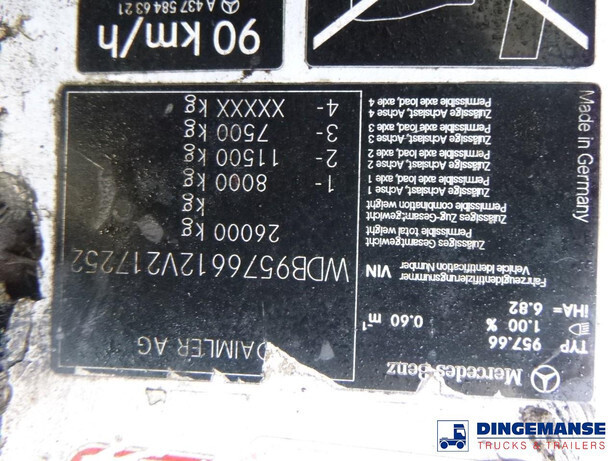 Mercedes-Benz
DAIMLER AG
TYP 957.66
1.00 % 0.60 m⁻¹
iHA= 6.82
Fahrzeugidentifizierungsnummer
Vehicle Identification Number VIN WDB9576612V217252
Zulässiges Gesamtgewicht
Permissible total weight 26000 kg
Zulässiges Zug-Gesamtgewicht
Permissible combination weight kg
Zulässige Achslast, Achse 1
Permissible axle load, axle 1 1- 8000 kg
Zulässige Achslast, Achse 2
Permissible axle load, axle 2 2- 11500 kg
Zulässige Achslast, Achse 3
Permissible axle load, axle 3 3- 7500 kg
Zulässige Achslast, Achse 4
Permissible axle load, axle 4 4- XXXXX kg
Made in Germany
90 km/h
A 437 584 63 21
DINGEMANSE
TRUCKS & TRAILERS